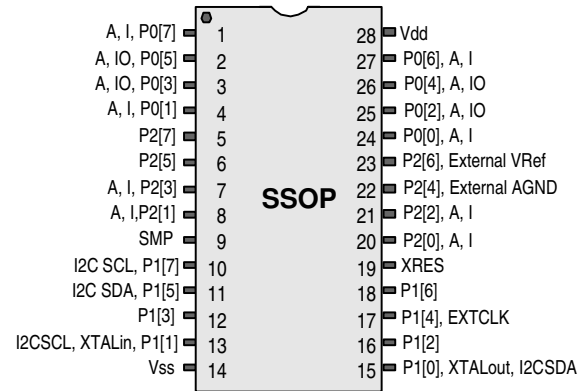 A, I, P0[7] 1 28 Vdd
A, IO, P0[5] 2 27 P0[6], A, I
A, IO, P0[3] 3 26 P0[4], A, IO
A, I, P0[1] 4 25 P0[2], A, IO
P2[7] 5 24 P0[0], A, I
P2[5] 6 23 P2[6], External VRef
A, I, P2[3] 7 SSOP 22 P2[4], External AGND
A, I,P2[1] 8 21 P2[2], A, I
SMP 9 20 P2[0], A, I
I2C SCL, P1[7] 10 19 XRES
I2C SDA, P1[5] 11 18 P1[6]
P1[3] 12 17 P1[4], EXTCLK
I2CSCL, XTALin, P1[1] 13 16 P1[2]
Vss 14 15 P1[0], XTALout, I2CSDA